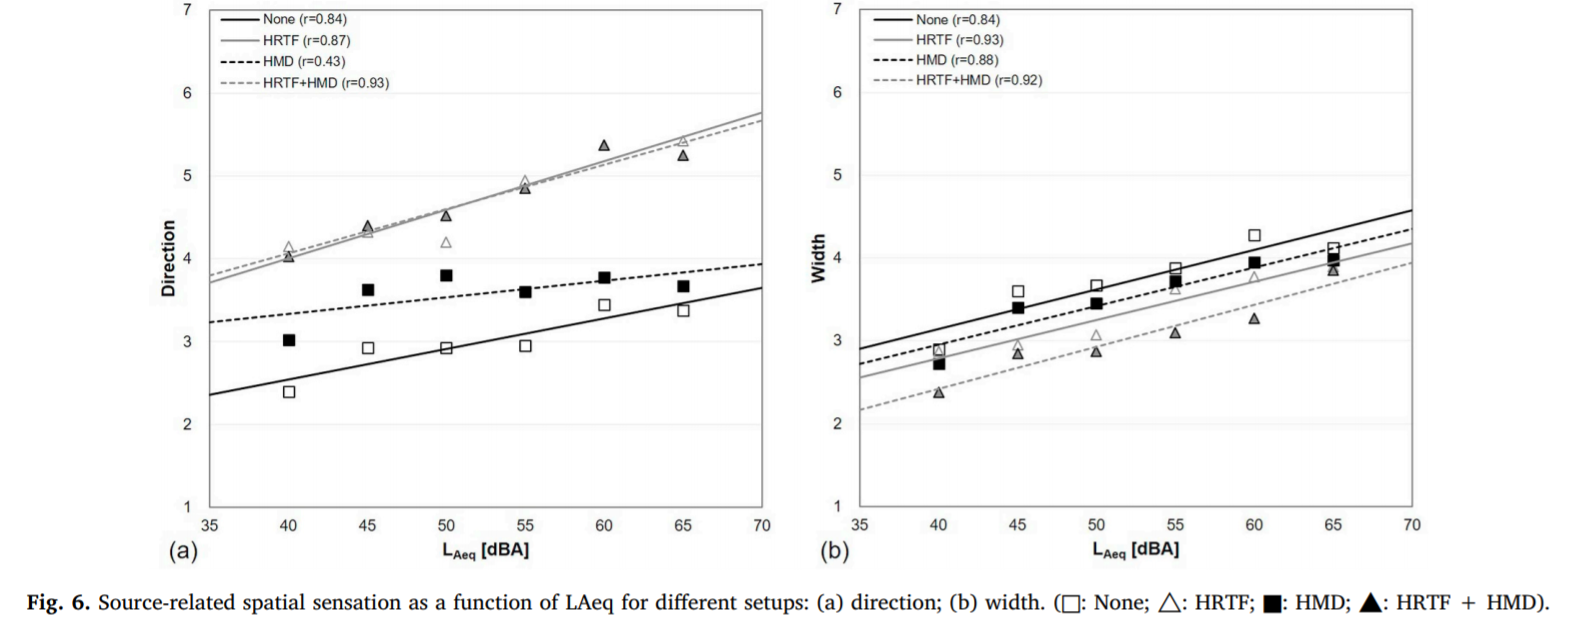 7
6
5
4
3
2
1
Direction
None (r=0.84)
HRTF (r=0.87)
HMD (r=0.43)
HRTF+HMD (r=0.93)
35 40 45 50 55 60 65 70
(a)
LAeq [dBA]
7
6
5
4
3
2
1
Width
None (r=0.84)
HRTF (r=0.93)
HMD (r=0.88)
HRTF+HMD (r=0.92)
35 40 45 50 55 60 65 70
(b)
LAeq [dBA]
Fig. 6. Source-related spatial sensation as a function of LAeq for different setups: (a) direction; (b) width. (□: None; △: HRTF; ■: HMD; ▲: HRTF + HMD).